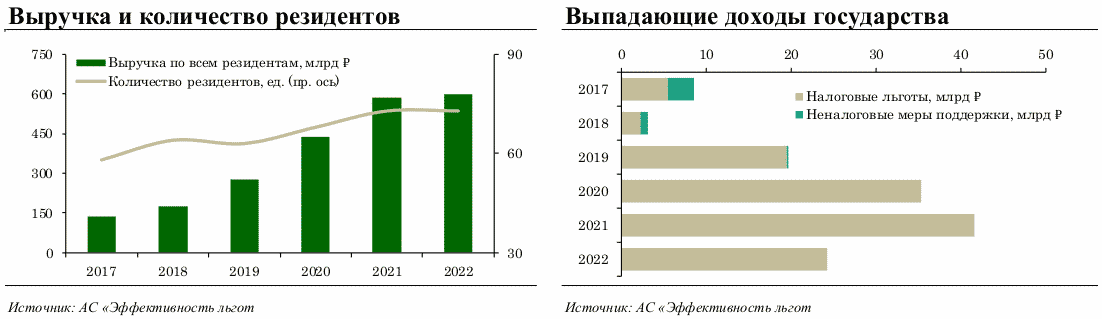 Выручка и количество резидентов
750
600
450
300
150
0
90
60
30
Выручка по всем резидентам, млрд ₽
Количество резидентов, ед. (пр. ось)
2017 2018 2019 2020 2021 2022
Источник: АС «Эффективность льгот
Выпадающие доходы государства
0 10 20 30 40 50
2017
2018
2019
2020
2021
2022
Налоговые льготы, млрд ₽
Неналоговые меры поддержки, млрд ₽
Источник: АС «Эффективность льгот